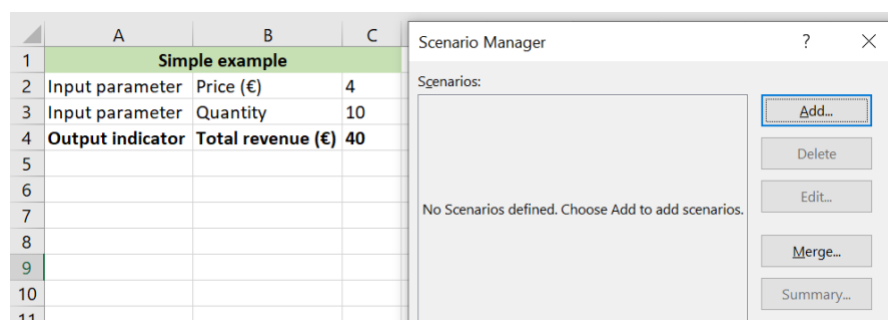 A B C
1 Simple example
2 Input parameter Price (€) 4
3 Input parameter Quantity 10
4 Output indicator Total revenue (€) 40
5
6
7
8
9
10
11
Scenario Manager ? ×
Scenarios:
No Scenarios defined. Choose Add to add scenarios.
Add...
Delete
Edit...
Merge...
Summary...